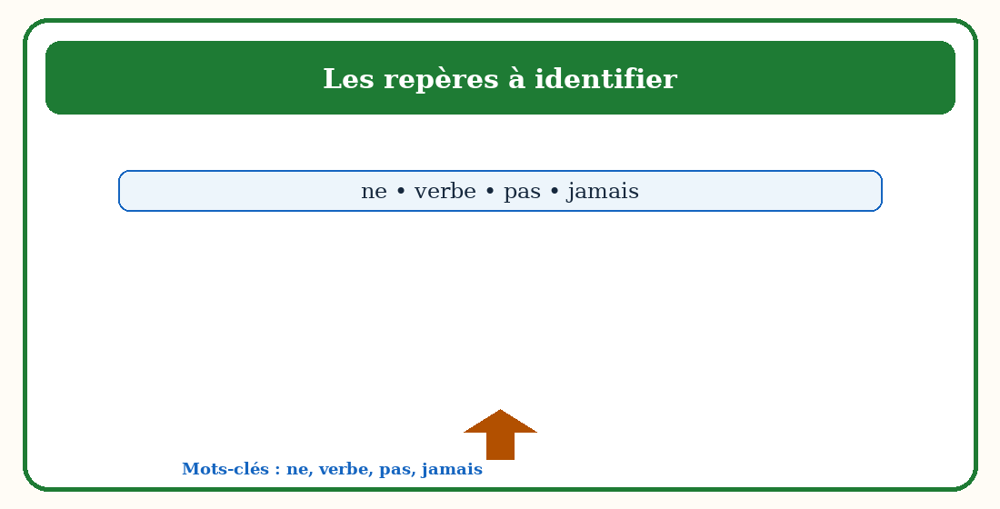 Les repères à identifier
ne • verbe • pas • jamais
Mots-clés : ne, verbe, pas, jamais